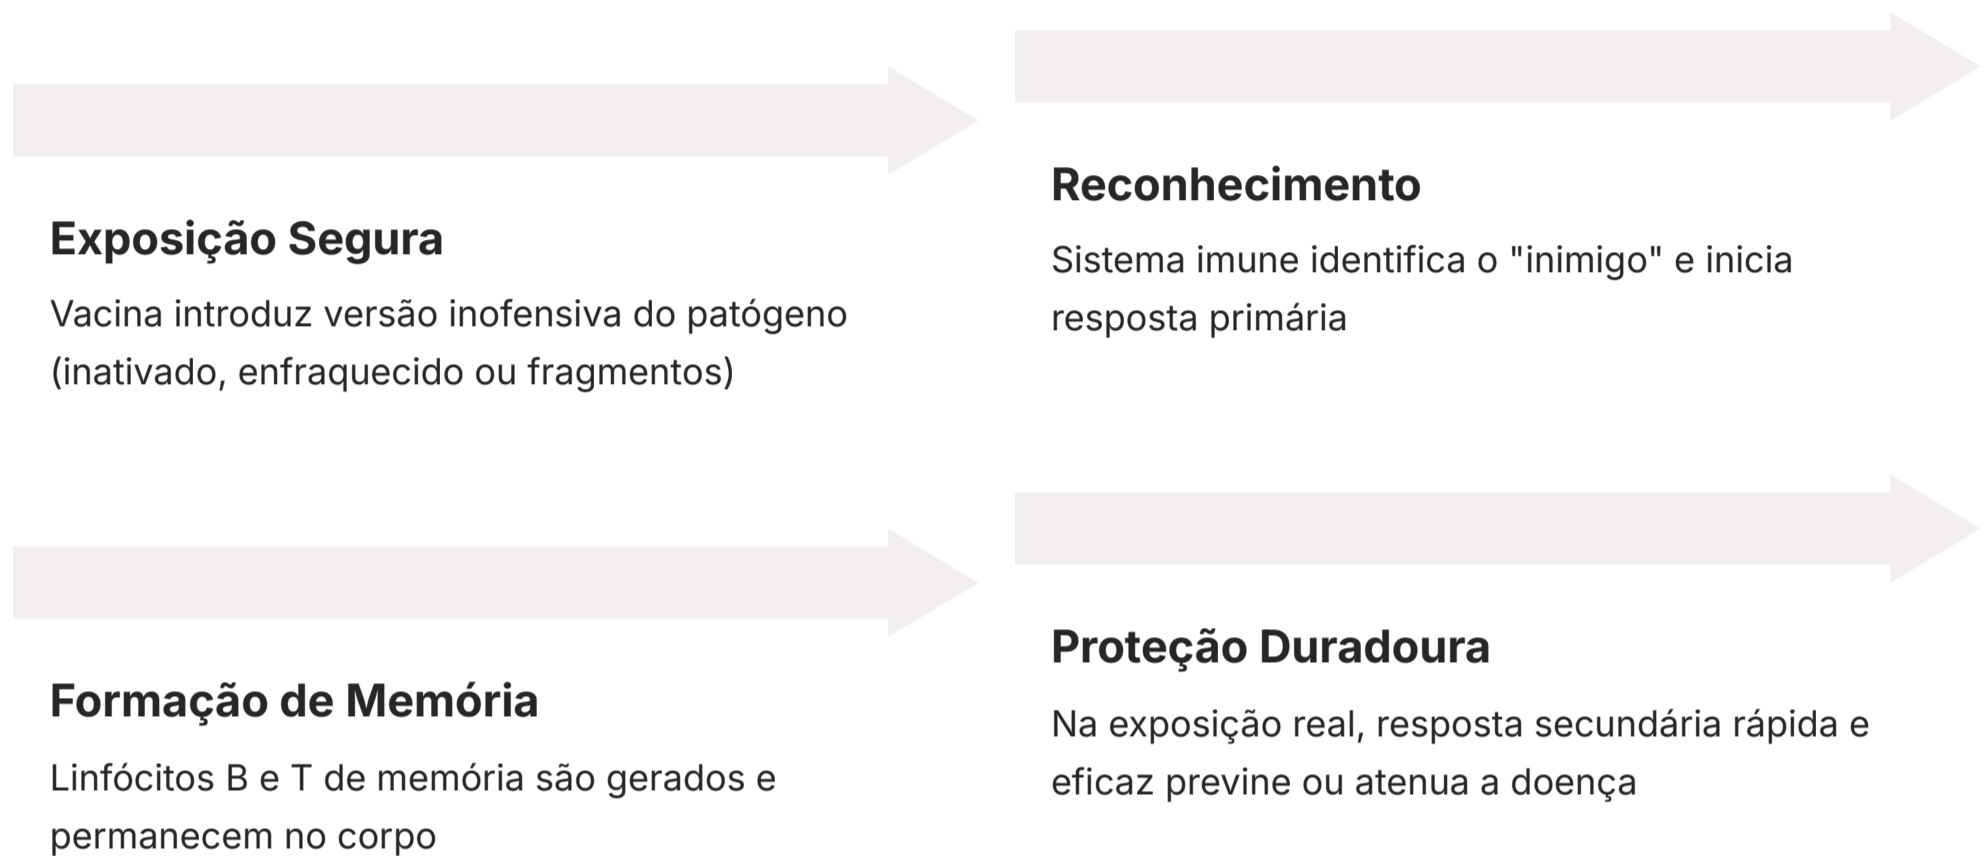 Exposição Segura
Vacina introduz versão inofensiva do patógeno
(inativado, enfraquecido ou fragmentos)
Reconhecimento
Sistema imune identifica o "inimigo" e inicia
resposta primária
Formação de Memória
Linfócitos B e T de memória são gerados e
permanecem no corpo
Proteção Duradoura
Na exposição real, resposta secundária rápida e
eficaz previne ou atenua a doença